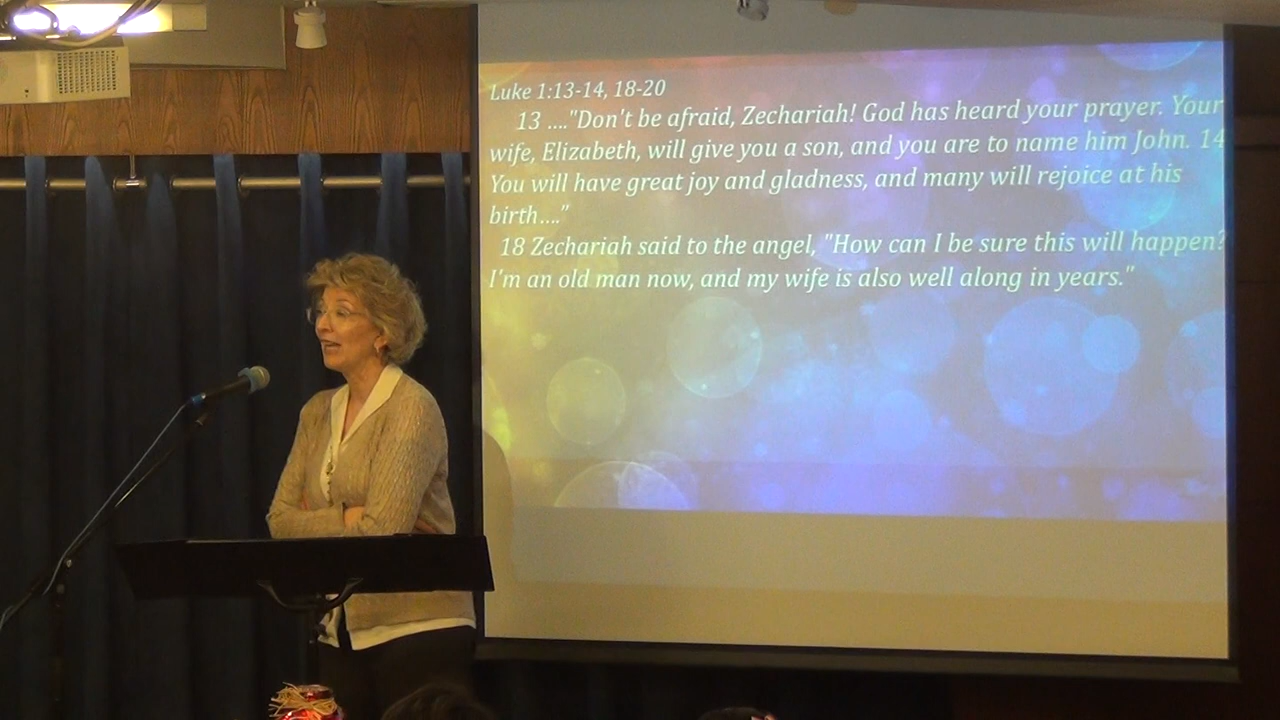 Luke 1:13-14, 18-20
13 ...."Don't be afraid, Zechariah! God has heard your prayer. Your
wife, Elizabeth, will give you a son, and you are to name him John. 14
You will have great joy and gladness, and many will rejoice at his
birth...."
18 Zechariah said to the angel, "How can I be sure this will happen?
I'm an old man now, and my wife is also well along in years."